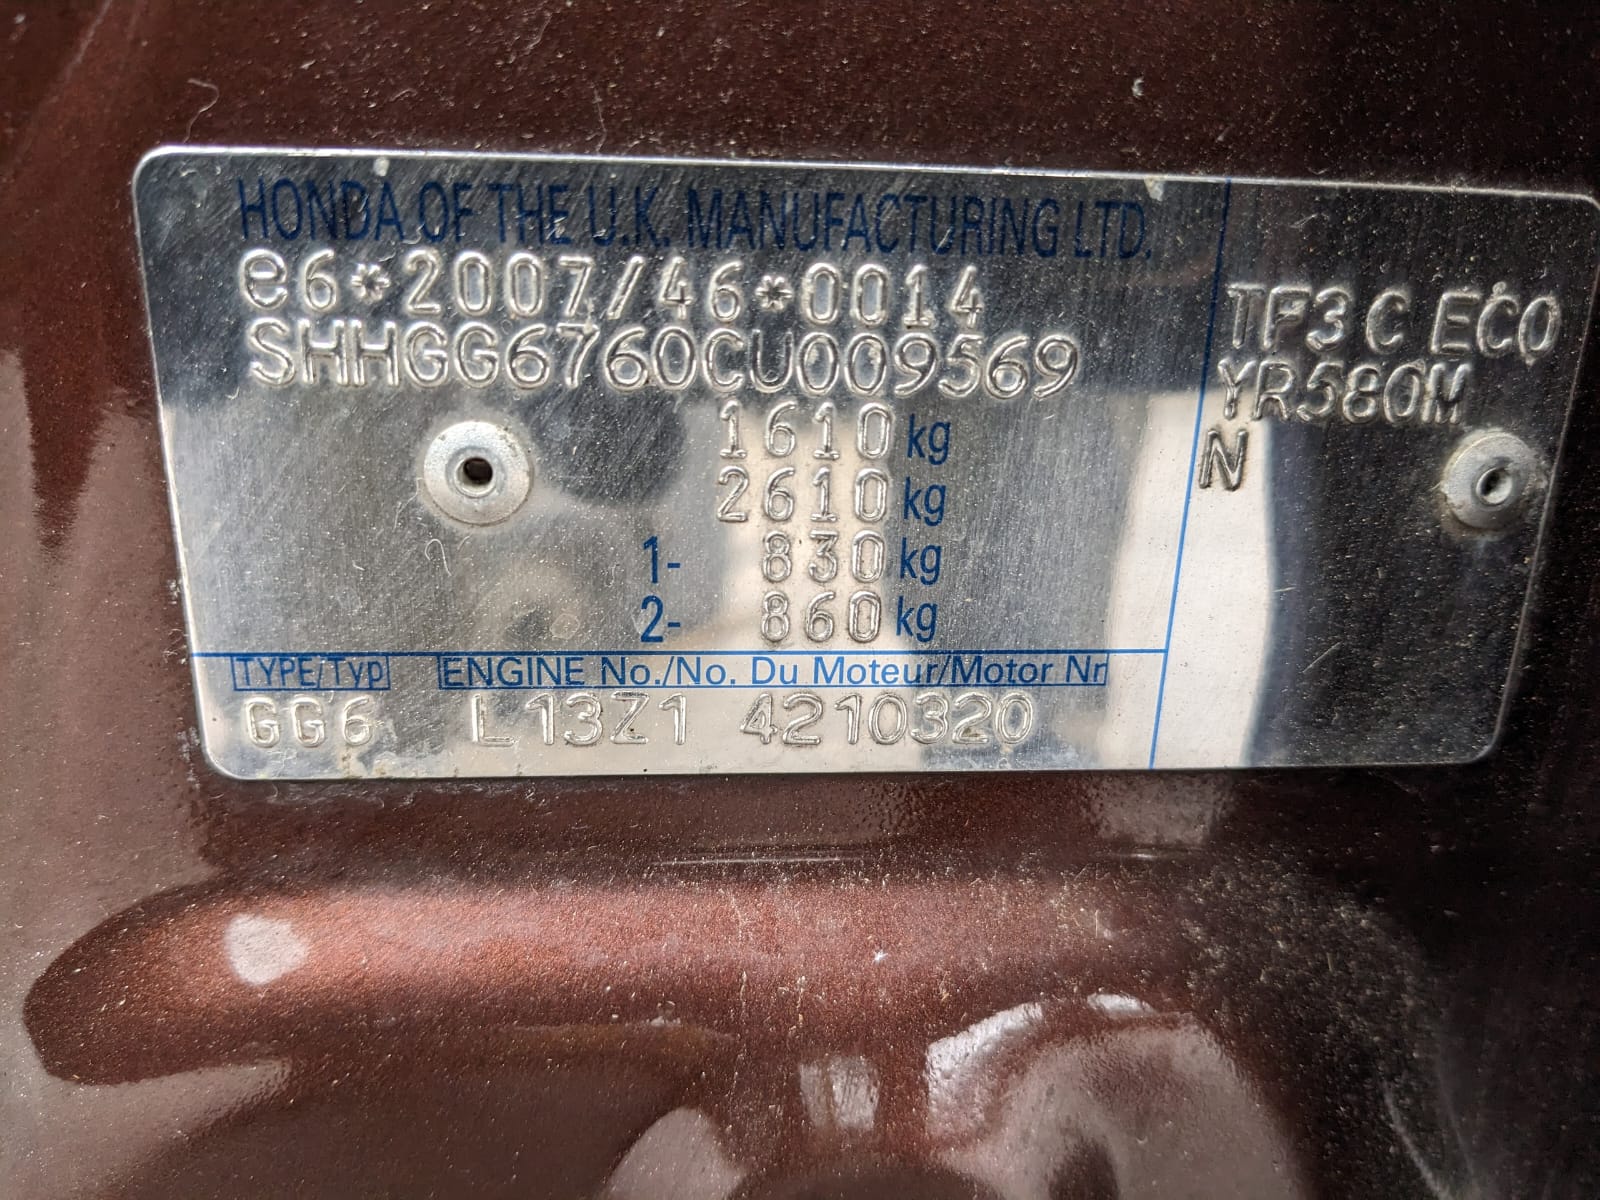 HONDA OF THE U.K. MANUFACTURING LTD.
e6*2007/46*0014
SHHGG6760CU009569
1610 kg
2610 kg
1- 830 kg
2- 860 kg
TYPE/Typ ENGINE No./No. Du Moteur/Motor Nr
GG6 L13Z1 4210320
TF3 C ECO
YR580M
N